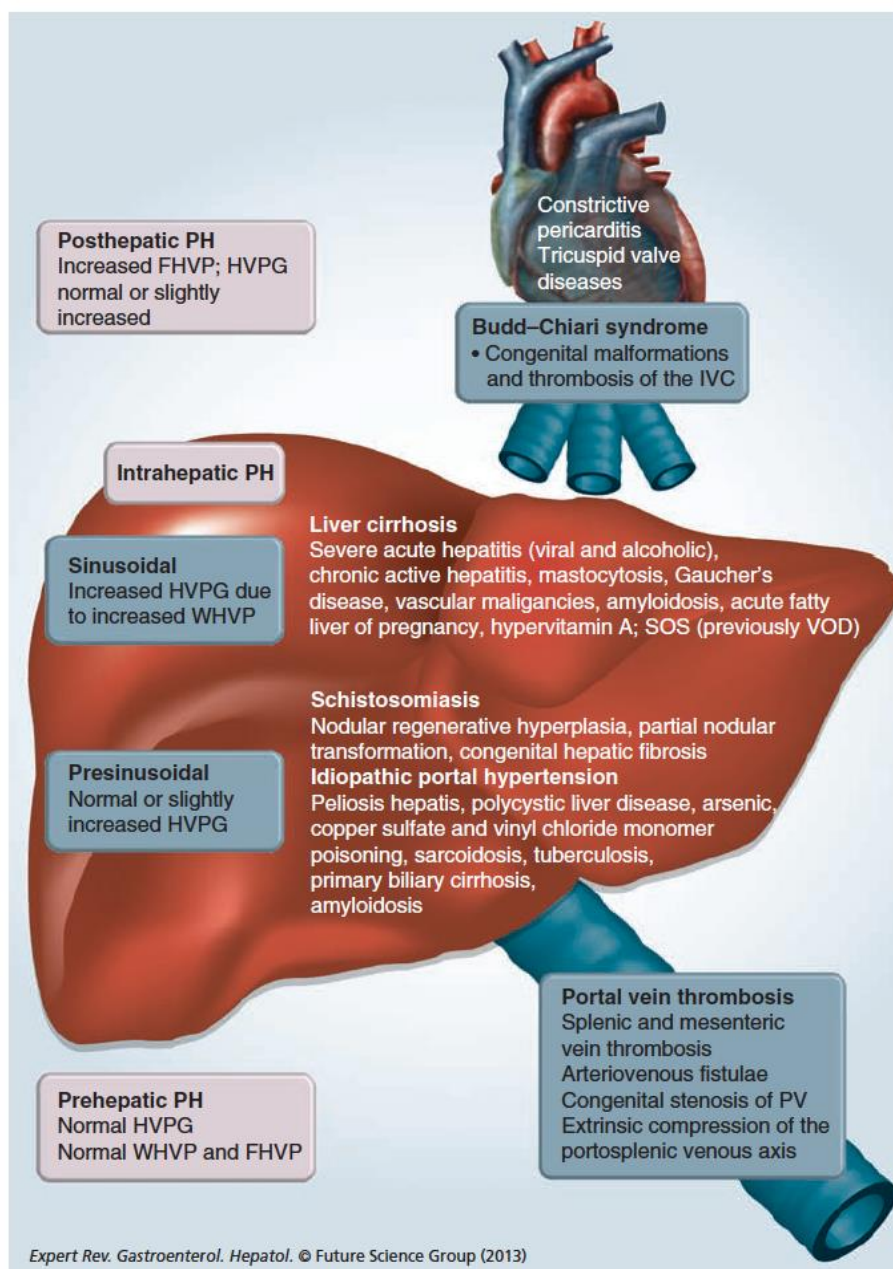 Constrictive
pericarditis
Tricuspid valve
diseases
Posthepatic PH
Increased FHVP; HVPG
normal or slightly
increased
Budd–Chiari syndrome
• Congenital malformations
and thrombosis of the IVC
Intrahepatic PH
Sinusoidal
Increased HVPG due
to increased WHVP
Liver cirrhosis
Severe acute hepatitis (viral and alcoholic),
chronic active hepatitis, mastocytosis, Gaucher's
disease, vascular maligancies, amyloidosis, acute fatty
liver of pregnancy, hypervitamin A; SOS (previously VOD)
Presinusoidal
Normal or slightly
increased HVPG
Schistosomiasis
Nodular regenerative hyperplasia, partial nodular
transformation, congenital hepatic fibrosis
Idiopathic portal hypertension
Peliosis hepatis, polycystic liver disease, arsenic,
copper sulfate and vinyl chloride monomer
poisoning, sarcoidosis, tuberculosis,
primary biliary cirrhosis,
amyloidosis
Portal vein thrombosis
Splenic and mesenteric
vein thrombosis
Arteriovenous fistulae
Congenital stenosis of PV
Extrinsic compression of the
portosplenic venous axis
Prehepatic PH
Normal HVPG
Normal WHVP and FHVP
Expert Rev. Gastroenterol. Hepatol. © Future Science Group (2013)